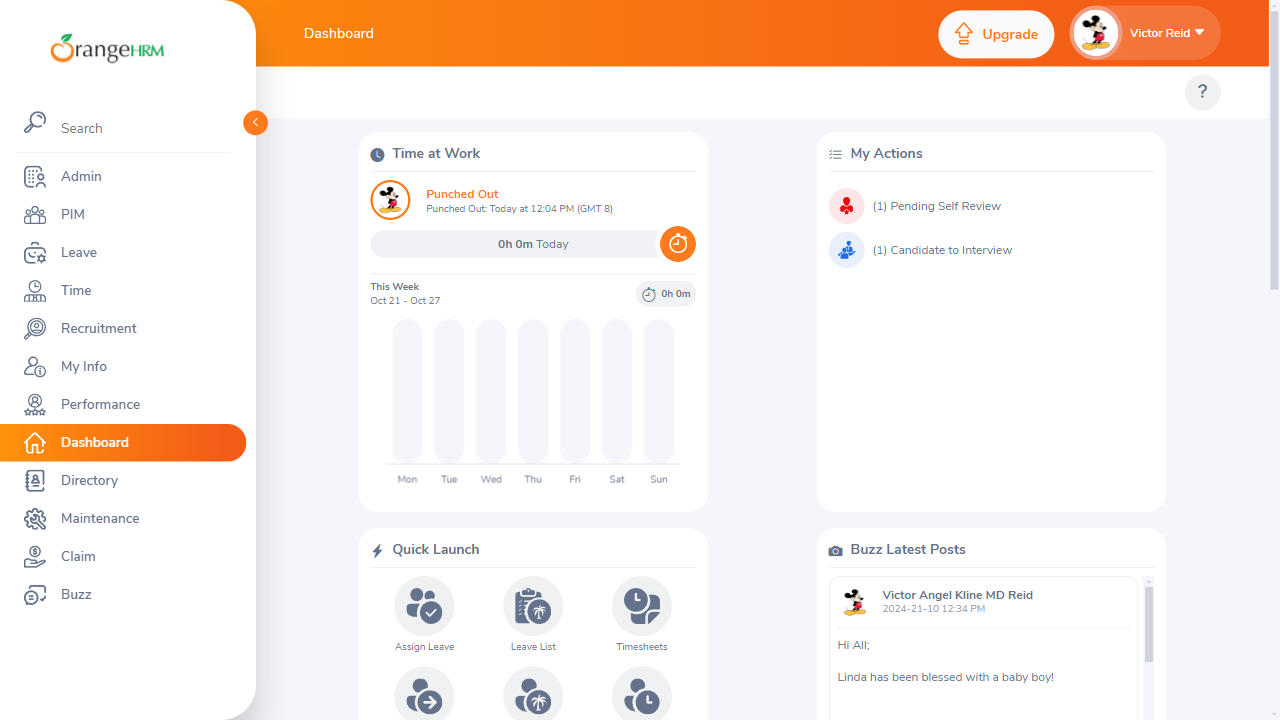 OrangeHRM
Search
Admin
PIM
Leave
Time
Recruitment
My Info
Performance
Dashboard
Directory
Maintenance
Claim
Buzz
Dashboard
Upgrade
Victor Reid
?
Time at Work
Punched Out
Punched Out: Today at 12:04 PM (GMT 8)
0h 0m Today
This Week
Oct 21 - Oct 27
0h 0m
Mon Tue Wed Thu Fri Sat Sun
My Actions
(1) Pending Self Review
(1) Candidate to Interview
Quick Launch
Assign Leave Leave List Timesheets
Buzz Latest Posts
Victor Angel Kline MD Reid
2024-21-10 12:34 PM
Hi All;
Linda has been blessed with a baby boy!